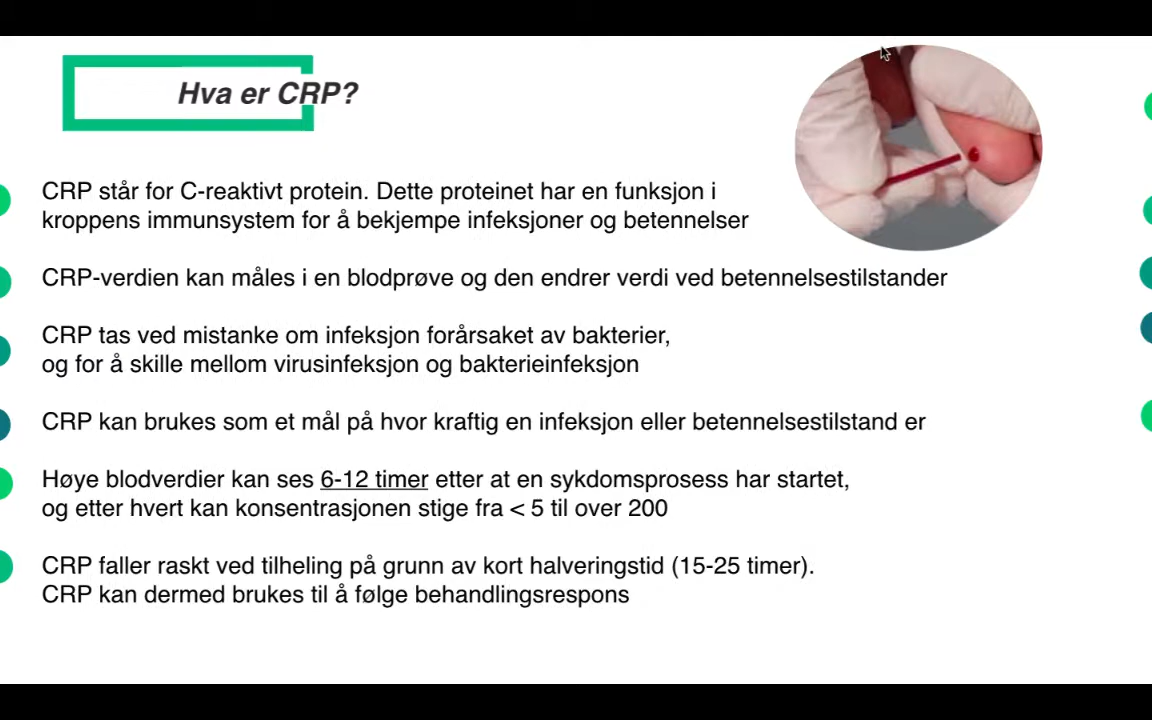 Hva er CRP?
CRP står for C-reaktivt protein. Dette proteinet har en funksjon i
kroppens immunsystem for å bekjempe infeksjoner og betennelser
CRP-verdien kan måles i en blodprøve og den endrer verdi ved betennelsestilstander
CRP tas ved mistanke om infeksjon forårsaket av bakterier,
og for å skille mellom virusinfeksjon og bakterieinfeksjon
CRP kan brukes som et mål på hvor kraftig en infeksjon eller betennelsestilstand er
Høye blodverdier kan ses 6-12 timer etter at en sykdomsprosess har startet,
og etter hvert kan konsentrasjonen stige fra < 5 til over 200
CRP faller raskt ved tilheling på grunn av kort halveringstid (15-25 timer).
CRP kan dermed brukes til å følge behandlingsrespons